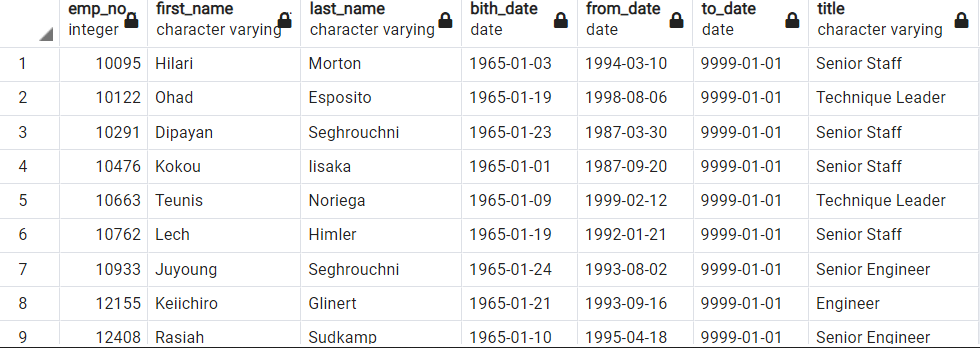 emp_no first_name last_name bith_date from_date to_date title
integer character varying character varying date date date character varying
1 10095 Hilari Morton 1965-01-03 1994-03-10 9999-01-01 Senior Staff
2 10122 Ohad Esposito 1965-01-19 1998-08-06 9999-01-01 Technique Leader
3 10291 Dipayan Seghrouchni 1965-01-23 1987-03-30 9999-01-01 Senior Staff
4 10476 Kokou Iisaka 1965-01-01 1987-09-20 9999-01-01 Senior Staff
5 10663 Teunis Noriega 1965-01-09 1999-02-12 9999-01-01 Technique Leader
6 10762 Lech Himler 1965-01-19 1992-01-21 9999-01-01 Senior Staff
7 10933 Juyoung Seghrouchni 1965-01-24 1993-08-02 9999-01-01 Senior Engineer
8 12155 Keiichiro Glinert 1965-01-21 1993-09-16 9999-01-01 Engineer
9 12408 Rasiah Sudkamp 1965-01-10 1995-04-18 9999-01-01 Senior Engineer